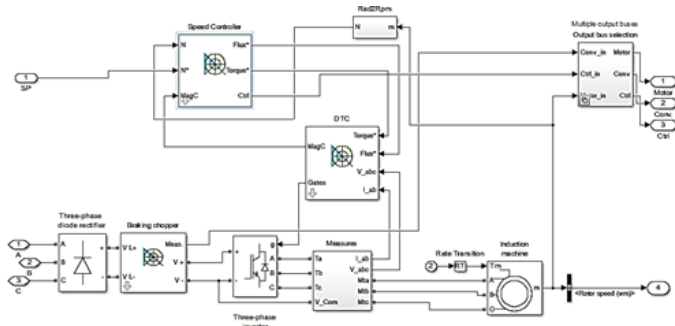 Rad2Rpm
N
m
Speed Controller
N
N*
MagC
Flux*
Torque*
Ctrl
1
SP
Multiple output buses
Output bus selection
Conv_in
Ctrl_in
Motor_in
Motor
Conv
Ctrl
1
Motor
2
Conv
3
Ctrl
DTC
MagC
Gates
Torque*
Flux*
V_abc
I_ab
Three-phase
diode rectifier
A
B
C
+
-
1
A
2
B
3
C
Braking chopper
V L+
V L-
Meas.
V +
V -
g
+
-
A
B
C
Three-phase
Measures
Ta
Tb
Tc
V_Com
I_ab
V_abc
Mta
Mtb
Mtc
Rate Transition
2
RT
Induction
machine
Tm
A
B
C
m
<Rotor speed (wm)>
4